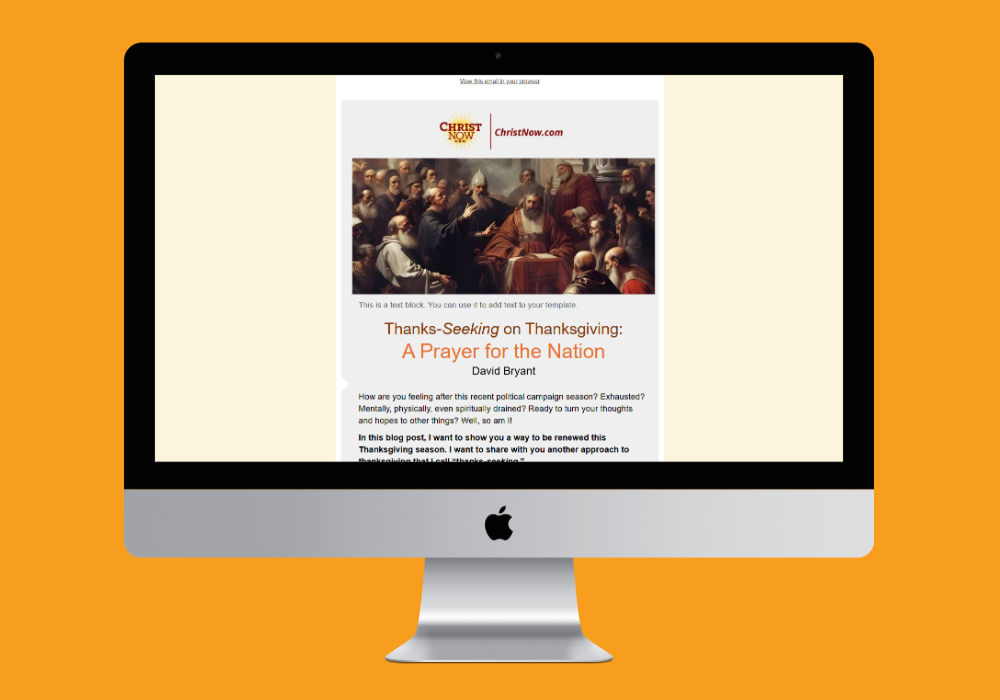 View this email in your browser
CHRIST
NOW
ChristNow.com
This is a text block. You can use it to add text to your template.
Thanks-Seeking on Thanksgiving:
A Prayer for the Nation
David Bryant
How are you feeling after this recent political campaign season? Exhausted?
Mentally, physically, even spiritually drained? Ready to turn your thoughts
and hopes to other things? Well, so am I!
In this blog post, I want to show you a way to be renewed this
Thanksgiving season. I want to share with you another approach to
thanksgiving that I call “thanks-seeking.”